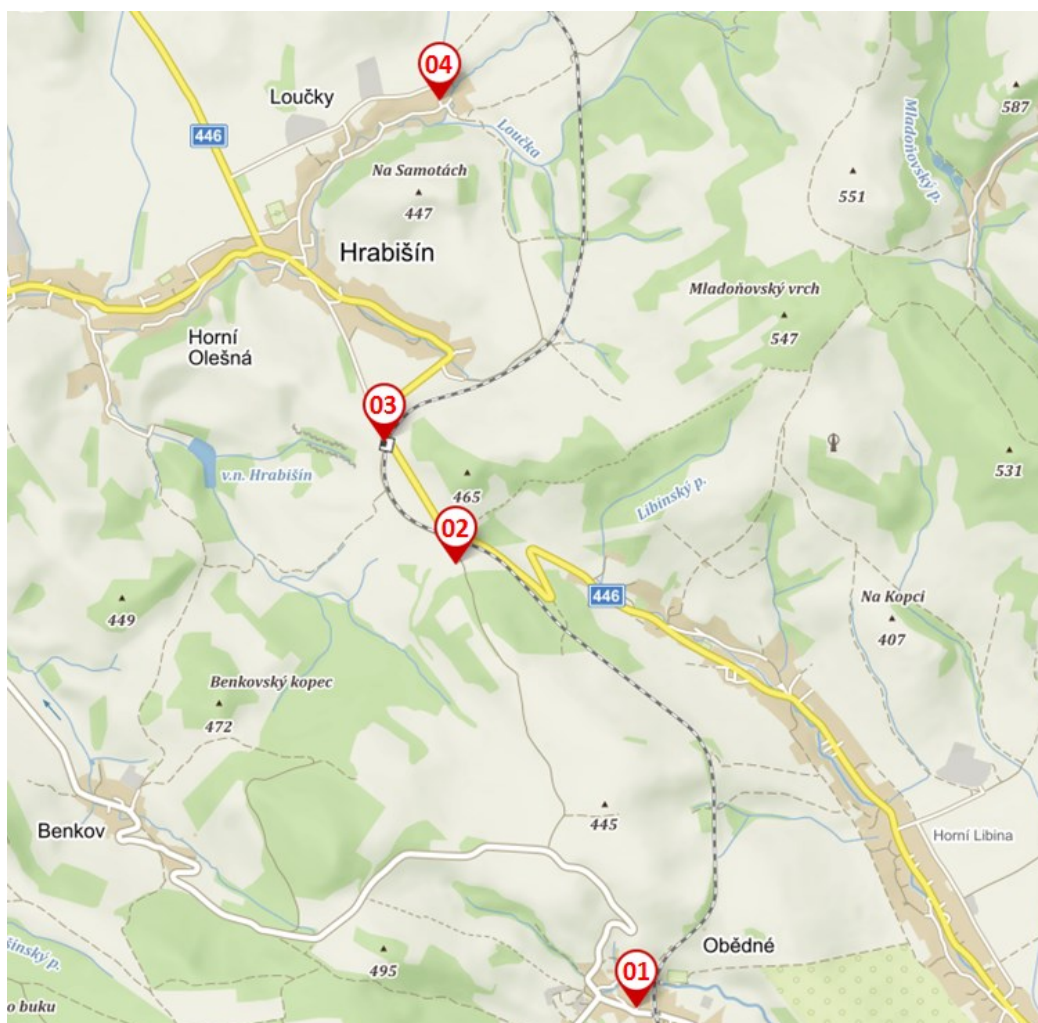 04
Loučky
587
446
Loučka
Mladoňovský p.
Na Samotách
447
551
Hrabišín
Mladoňovský vrch
547
Horní
Olešná
03
531
v.n. Hrabišín
465
Libinský p.
02
446
449
Na Kopci
407
Benkovský kopec
472
445
Benkov
Horní Libina
495
Obědné
šínský p.
01
o buku